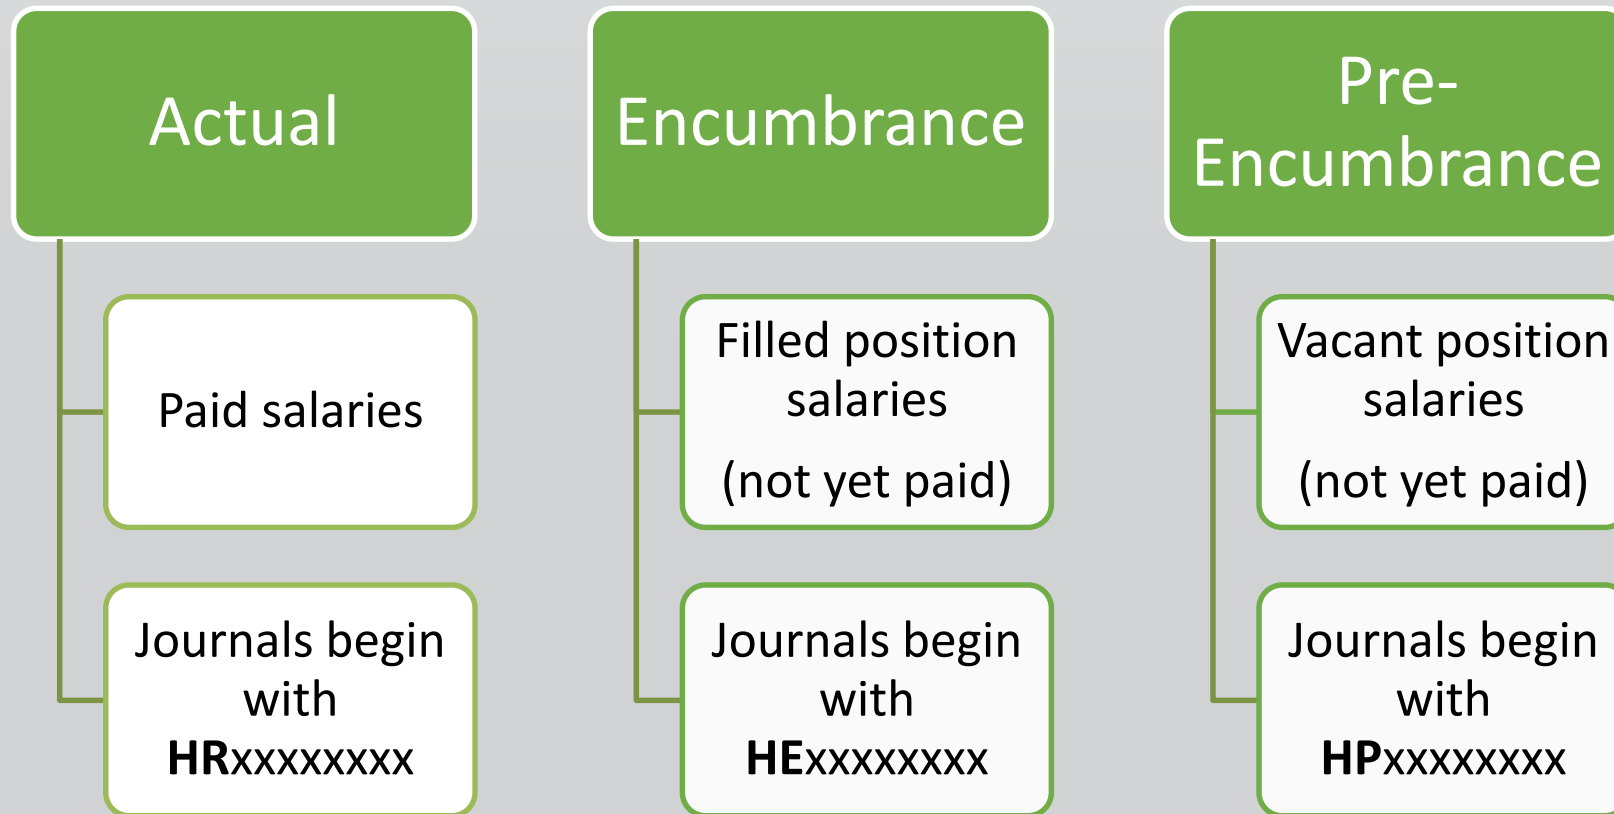 Actual
Paid salaries
Journals begin
with
HRxxxxxxxx
Encumbrance
Filled position
salaries
(not yet paid)
Journals begin
with
HExxxxxxxx
Pre-
Encumbrance
Vacant position
salaries
(not yet paid)
Journals begin
with
HPxxxxxxxx